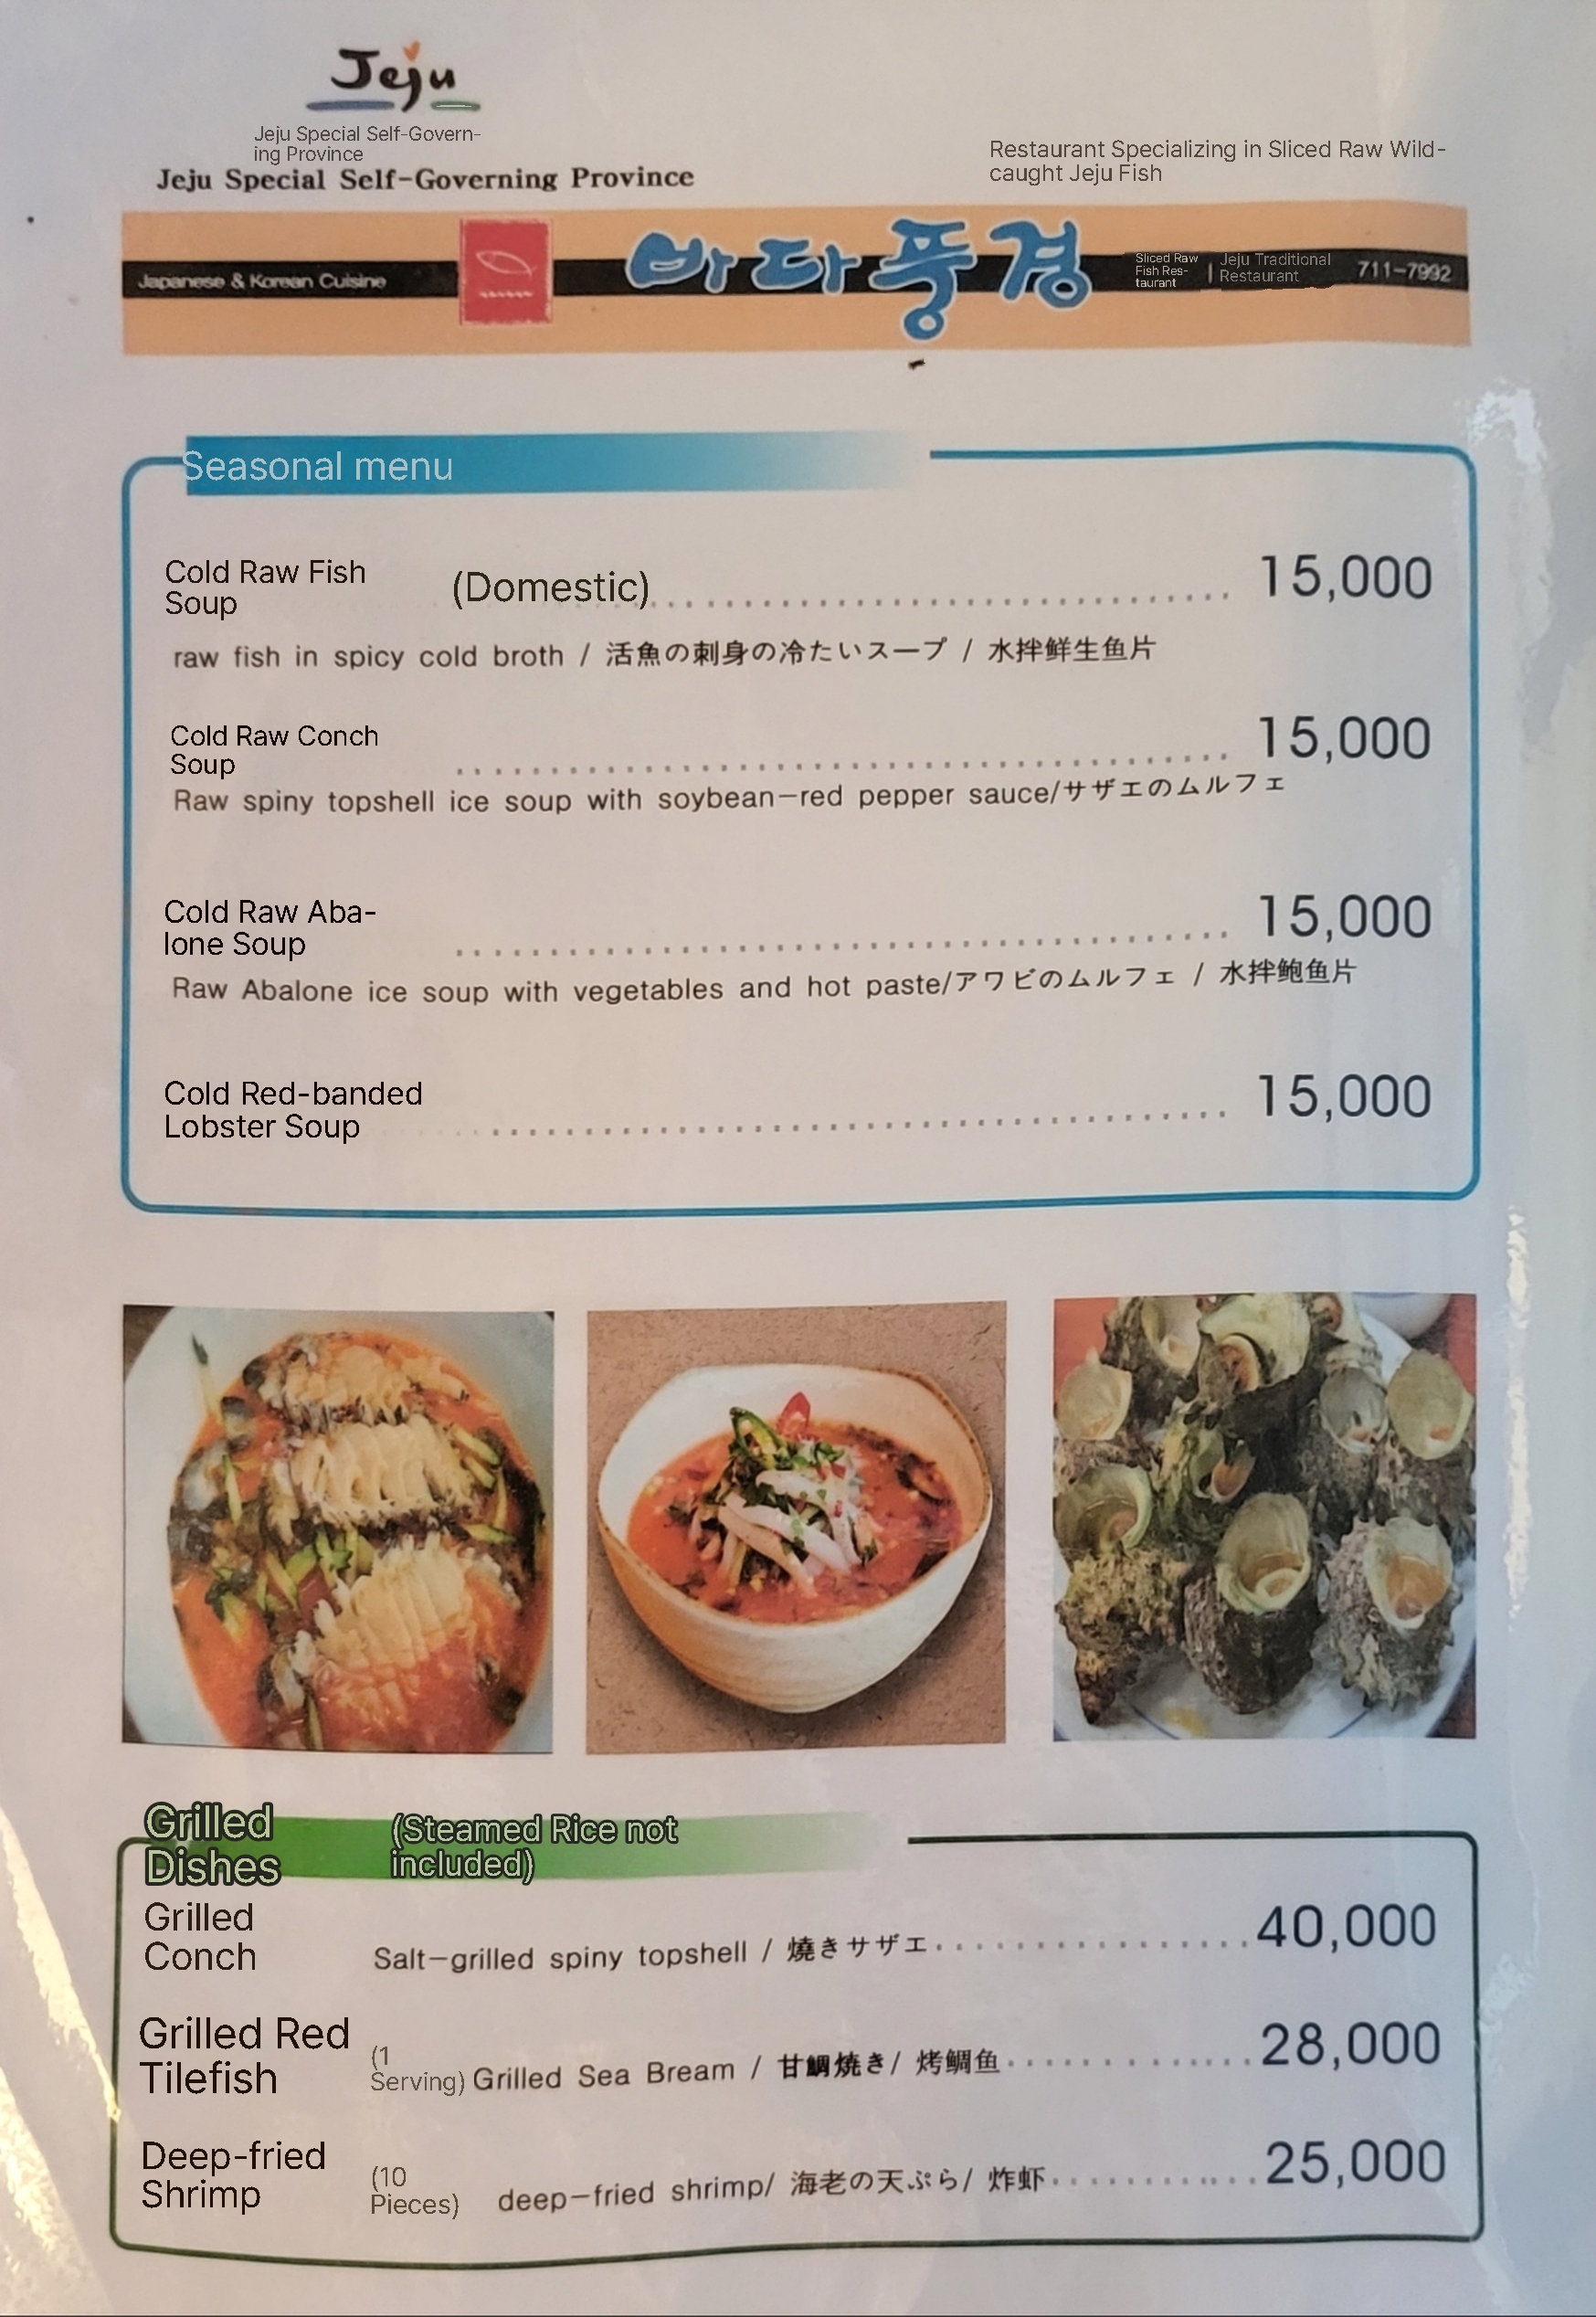 Jeju
Jeju Special Self-Govern-
ing Province
Jeju Special Self-Governing Province
Restaurant Specializing in Sliced Raw Wild-
caught Jeju Fish
Japanese & Korean Cuisine
바다풍경
Sliced Raw
Fish Res-
taurant
| Jeju Traditional
Restaurant
711-7992
Seasonal menu
Cold Raw Fish
Soup
(Domestic) 15,000
raw fish in spicy cold broth / 活魚の刺身の冷たいスープ / 水拌鲜生鱼片
Cold Raw Conch
Soup
15,000
Raw spiny topshell ice soup with soybean-red pepper sauce/サザエのムルフェ
Cold Raw Aba-
lone Soup
15,000
Raw Abalone ice soup with vegetables and hot paste/アワビのムルフェ / 水拌鲍鱼片
Cold Red-banded
Lobster Soup
15,000
Grilled
Dishes
(Steamed Rice not
included)
Grilled
Conch
Salt-grilled spiny topshell / 燒きサザエ 40,000
Grilled Red
Tilefish
(1
Serving) Grilled Sea Bream / 甘鯛焼き/ 烤鲷鱼 28,000
Deep-fried
Shrimp
(10
Pieces) deep-fried shrimp/ 海老の天ぷら/ 炸虾 25,000